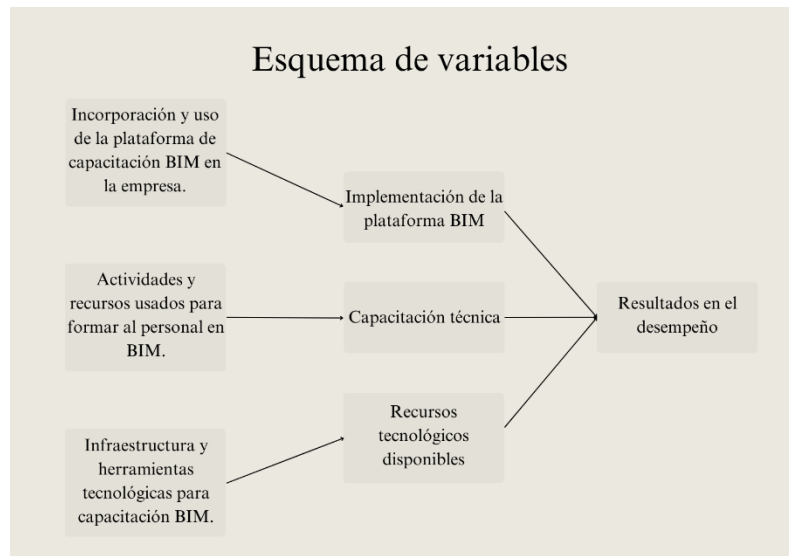 Esquema de variables
Incorporación y uso
de la plataforma de
capacitación BIM en
la empresa.
Implementación de la
plataforma BIM
Actividades y
recursos usados para
formar al personal en
BIM.
Capacitación técnica
Resultados en el
desempeño
Recursos
tecnológicos
disponibles
Infraestructura y
herramientas
tecnológicas para
capacitación BIM.